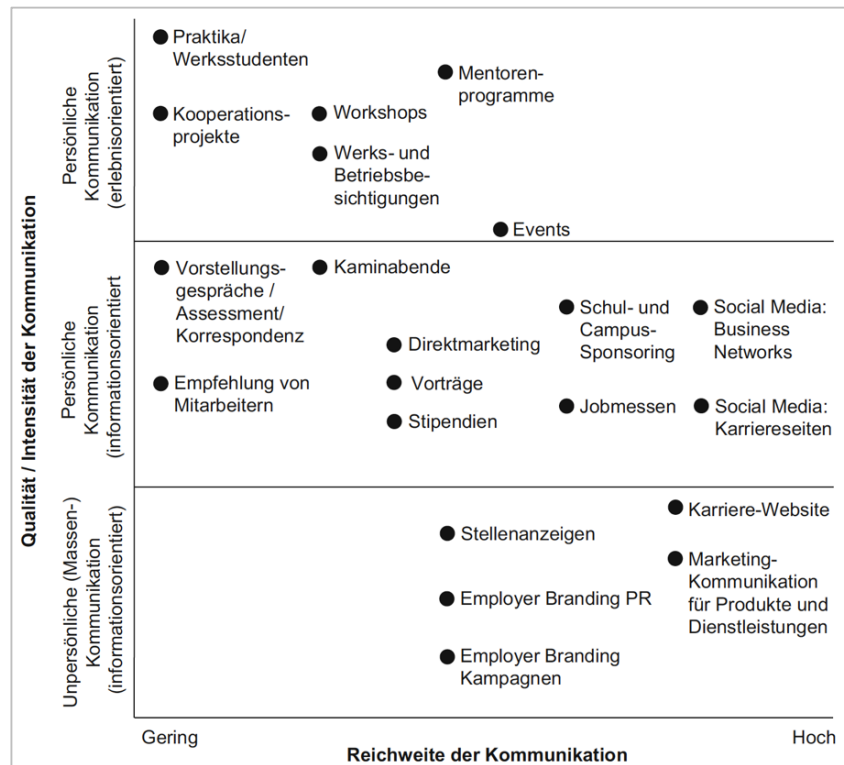 Qualität / Intensität der Kommunikation
Persönliche
Kommunikation
(erlebnisorientiert)
Praktika/
Werksstudenten
Mentoren-
programme
Kooperations-
projekte
Workshops
Werks- und
Betriebsbe-
sichtigungen
Events
Persönliche
Kommunikation
(informationsorientiert
Vorstellungs-
gespräche /
Assessment/
Korrespondenz
Kaminabende
Schul- und
Campus-
Sponsoring
Social Media:
Business
Networks
Direktmarketing
Empfehlung von
Mitarbeitern
Vorträge
Stipendien
Jobmessen
Social Media:
Karriereseiten
Unpersönliche (Massen-)
Kommunikation
(informationsorientiert)
Karriere-Website
Stellenanzeigen
Marketing-
Kommunikation
für Produkte und
Dienstleistungen
Employer Branding PR
Employer Branding
Kampagnen
Gering
Hoch
Reichweite der Kommunikation